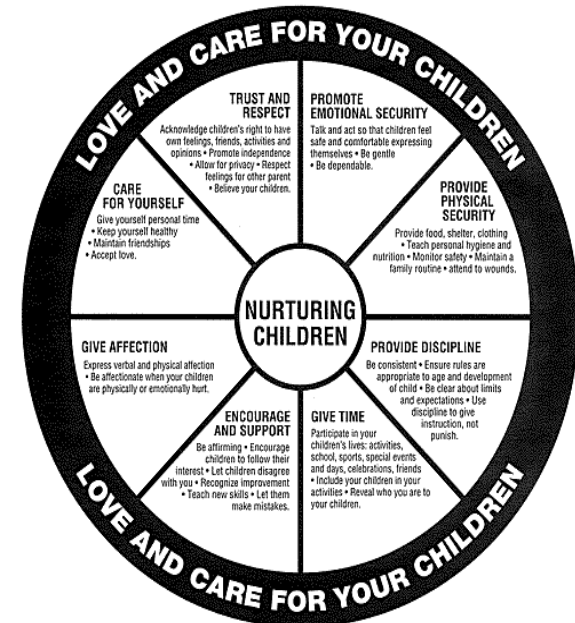 LOVE AND CARE FOR YOUR CHILDREN
TRUST AND
RESPECT
Acknowledge children's right to have
own feelings, friends, activities and
opinions • Promote independence
• Allow for privacy • Respect
feelings for other parent
• Believe your children.
PROMOTE
EMOTIONAL SECURITY
Talk and act so that children feel
safe and comfortable expressing
themselves • Be gentle
• Be dependable.
CARE
FOR YOURSELF
Give yourself personal time
• Keep yourself healthy
• Maintain friendships
• Accept love.
PROVIDE
PHYSICAL
SECURITY
Provide food, shelter, clothing
• Teach personal hygiene and
nutrition • Monitor safety • Maintain a
family routine • attend to wounds.
NURTURING
CHILDREN
GIVE AFFECTION
Express verbal and physical affection
• Be affectionate when your children
are physically or emotionally hurt.
PROVIDE DISCIPLINE
Be consistent • Ensure rules are
appropriate to age and development
of child • Be clear about limits
and expectations • Use
discipline to give
instruction, not
punish.
ENCOURAGE
AND SUPPORT
Be affirming • Encourage
children to follow their
interest • Let children disagree
with you • Recognize improvement
• Teach new skills • Let them
make mistakes.
GIVE TIME
Participate in your
children's lives: activities,
school, sports, special events
and days, celebrations, friends
• Include your children in your
activities • Reveal who you are to
your children.
LOVE AND CARE FOR YOUR CHILDREN